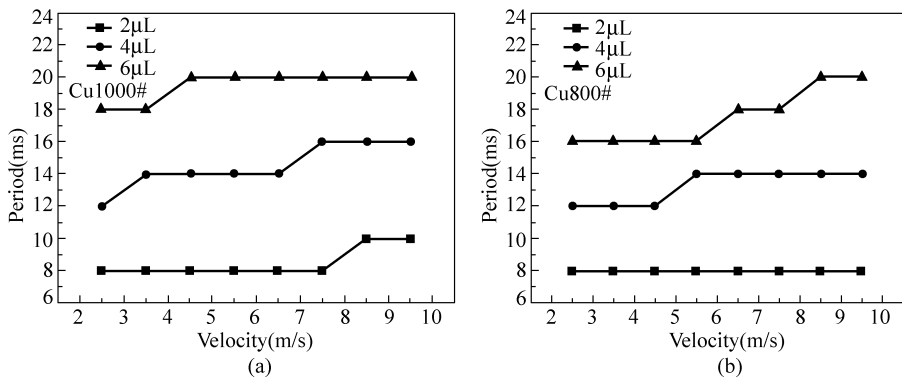 24
22
20
18
16
14
12
10
8
6
Period(ms)
2μL
4μL
6μL
Cu1000#
2 3 4 5 6 7 8 9 10
Velocity(m/s)
(a)
24
22
20
18
16
14
12
10
8
6
Period(ms)
2μL
4μL
6μL
Cu800#
2 3 4 5 6 7 8 9 10
Velocity(m/s)
(b)